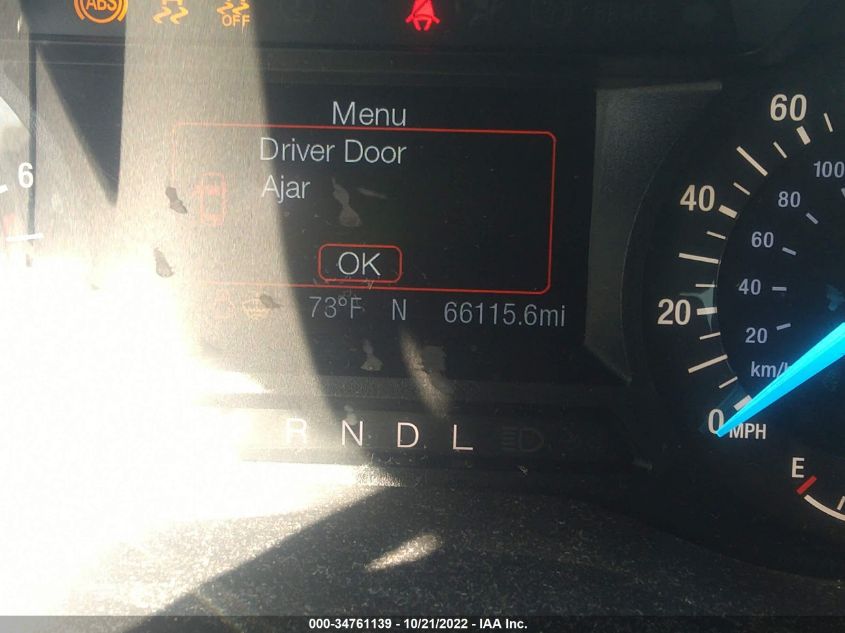 ABS
OFF
Menu
Driver Door
Ajar
OK
73°F N 66115.6mi
R N D L
6
60
40
20
0
MPH
100
80
60
40
20
km/h
E
000-34761139 - 10/21/2022 - IAA Inc.